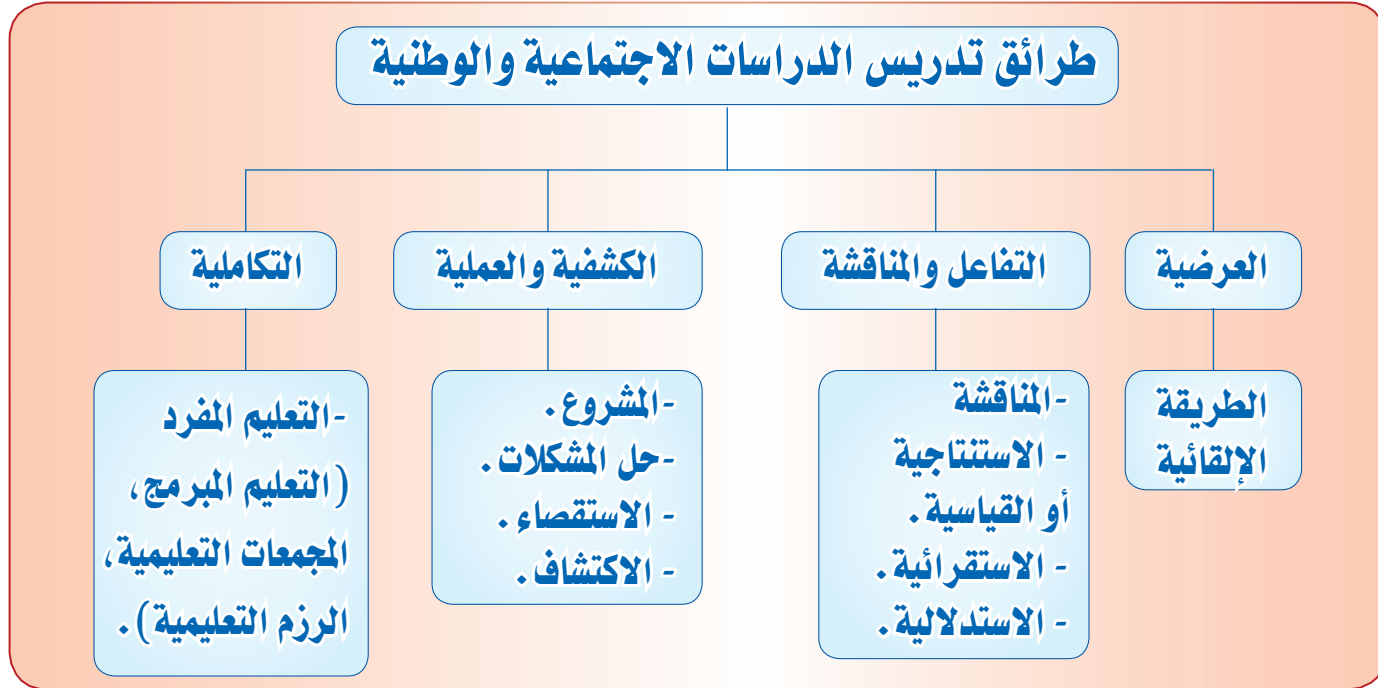 طرائق تدريس الدراسات الاجتماعية والوطنية
العرضية
التفاعل والمناقشة
الكشفية والعملية
التكاملية
الطريقة
الإلقائية
-المناقشة
- الاستنتاجية
أو القياسية.
- الاستقرائية.
- الاستدلالية.
-المشروع.
-حل المشكلات.
- الاستقصاء.
- الاكتشاف.
-التعليم المفرد
(التعليم المبرمج،
المجمعات التعليمية،
الرزم التعليمية).